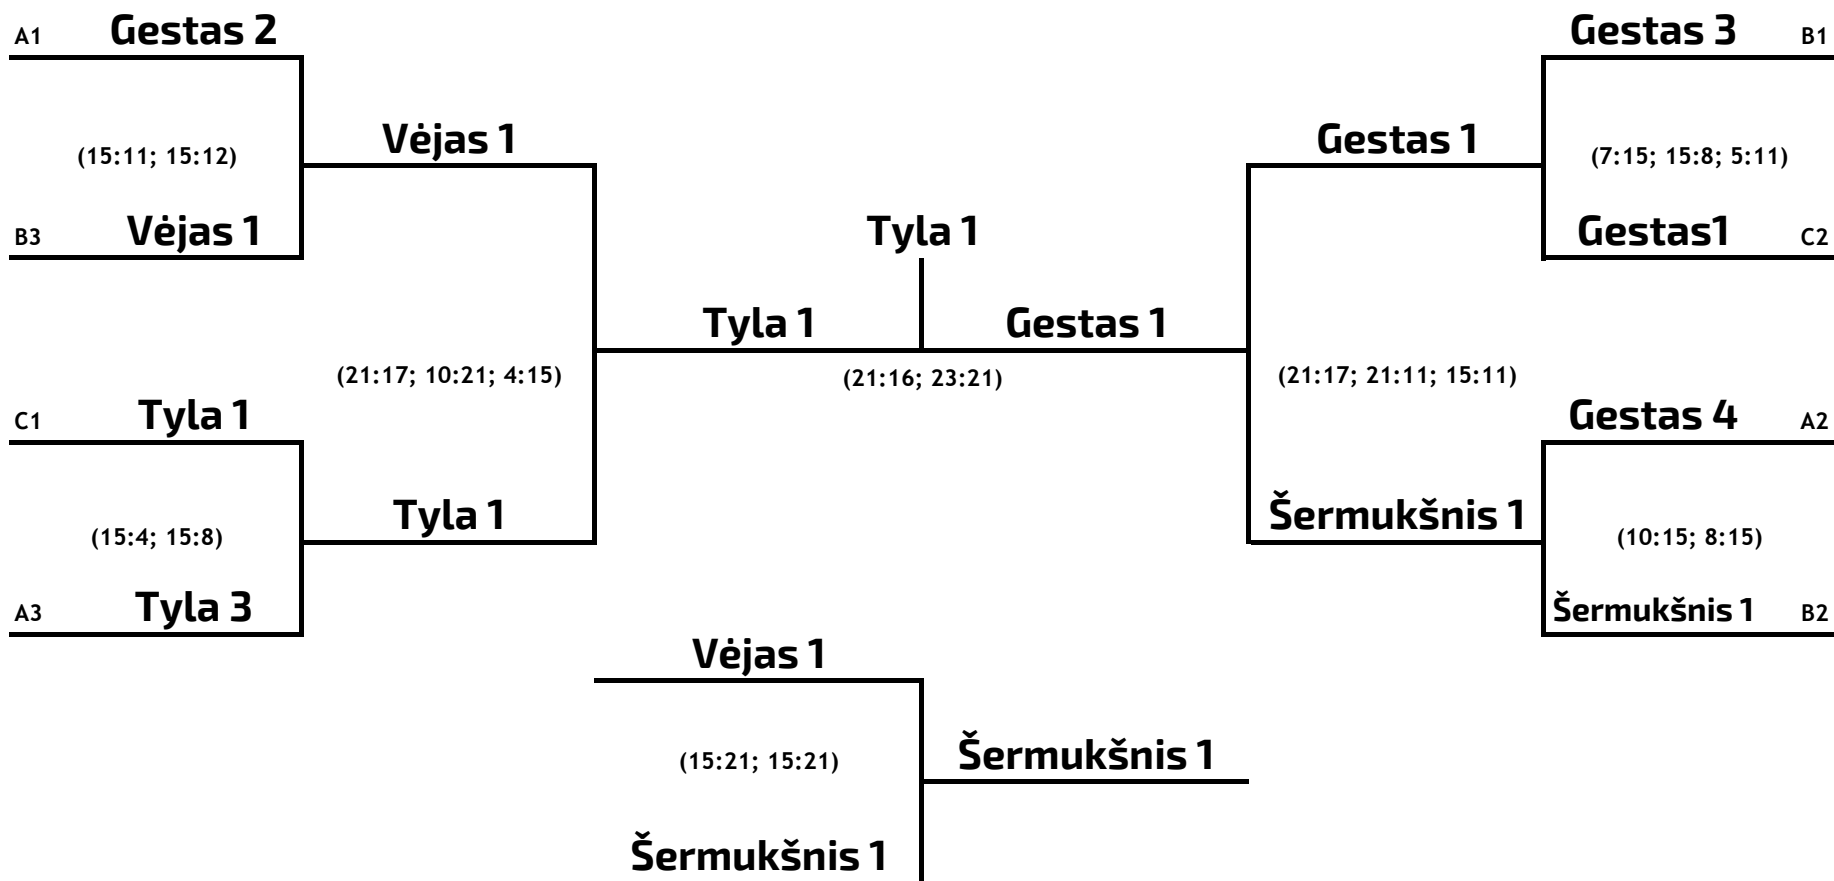 A1 Gestas 2
Gestas 3 B1
Vėjas 1
Gestas 1
(15:11; 15:12)
(7:15; 15:8; 5:11)
B3 Vėjas 1
Tyla 1
Gestas1 C2
Tyla 1
Gestas 1
(21:17; 10:21; 4:15)
(21:16; 23:21)
(21:17; 21:11; 15:11)
C1 Tyla 1
Gestas 4 A2
Tyla 1
Šermukšnis 1
(15:4; 15:8)
(10:15; 8:15)
A3 Tyla 3
Šermukšnis 1 B2
Vėjas 1
(15:21; 15:21)
Šermukšnis 1
Šermukšnis 1